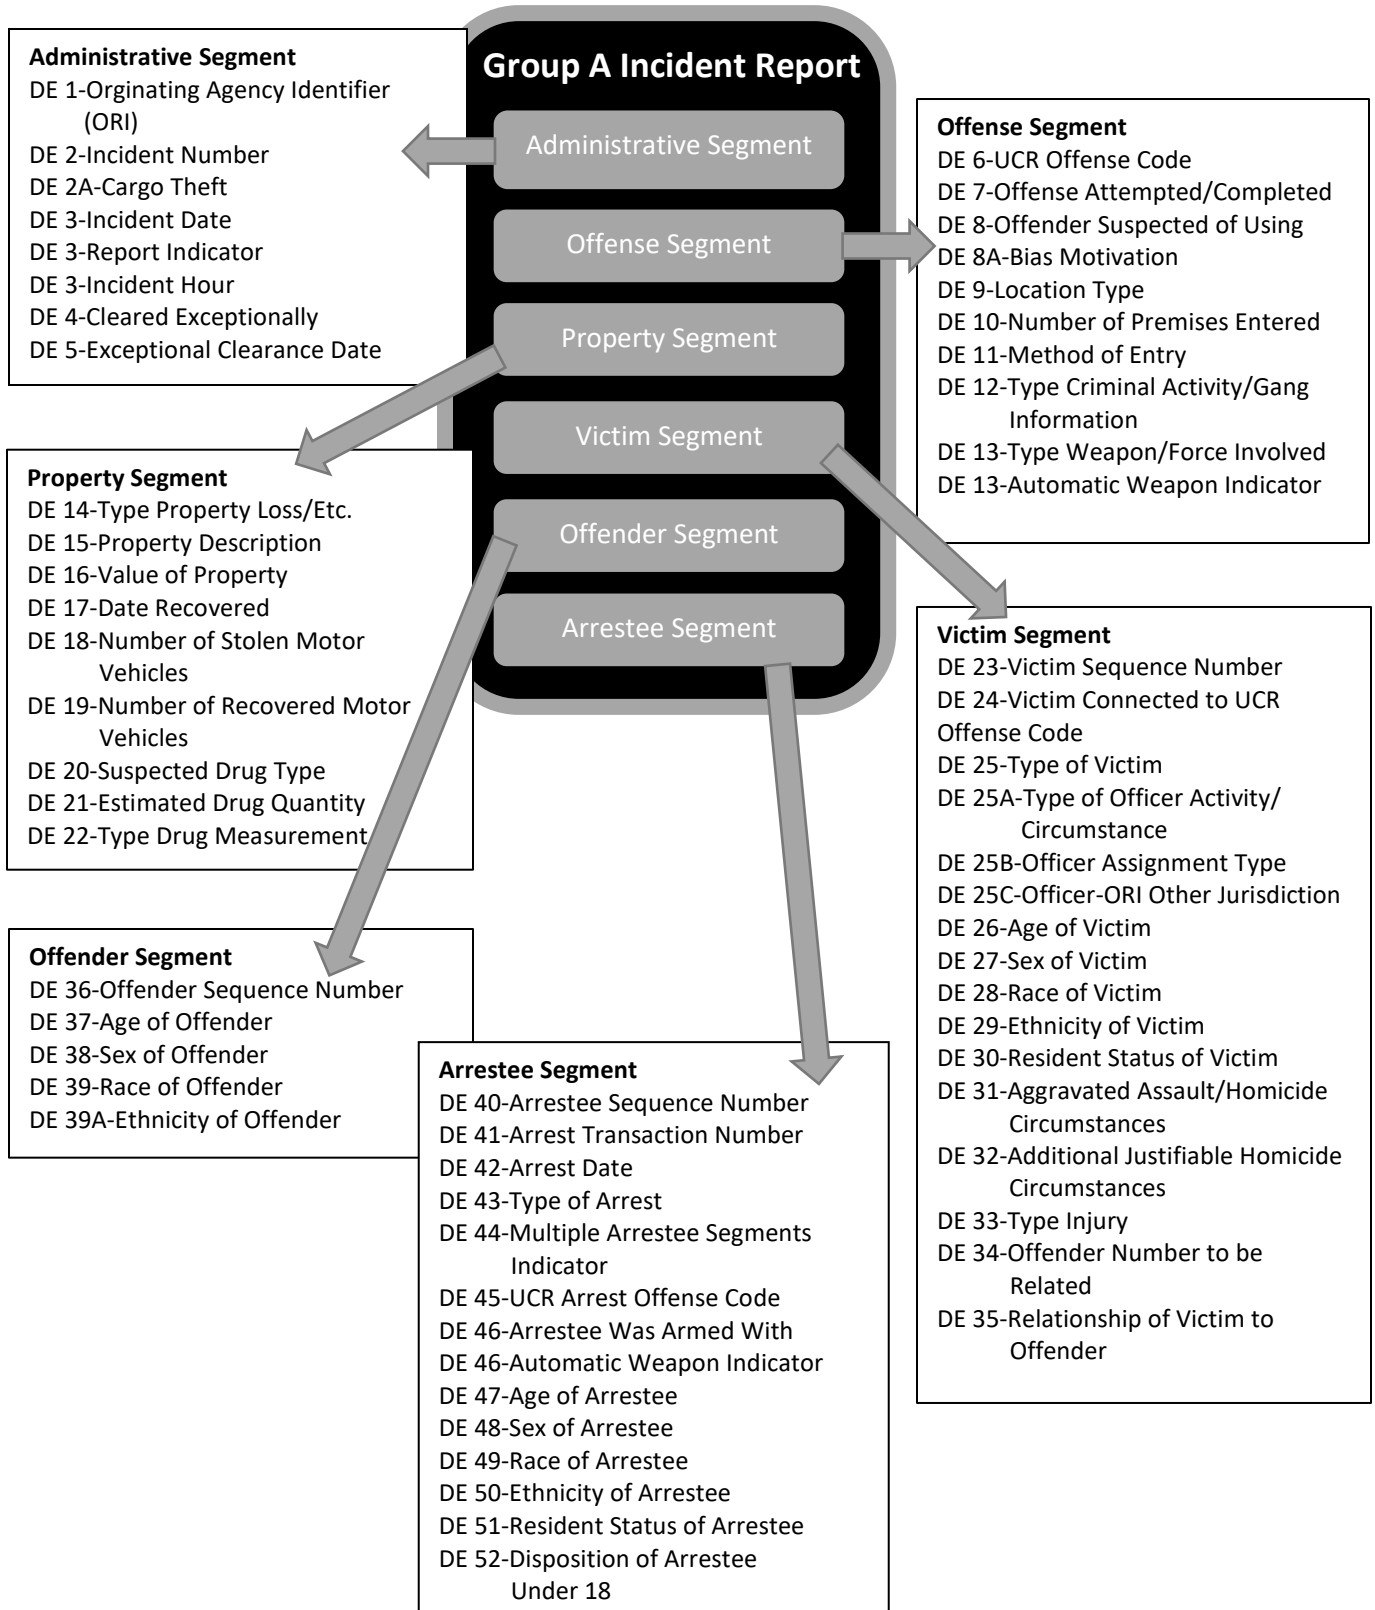 Group A Incident Report
Administrative Segment
Offense Segment
Property Segment
Victim Segment
Offender Segment
Arrestee Segment
Administrative Segment
DE 1-Orginating Agency Identifier
(ORI)
DE 2-Incident Number
DE 2A-Cargo Theft
DE 3-Incident Date
DE 3-Report Indicator
DE 3-Incident Hour
DE 4-Cleared Exceptionally
DE 5-Exceptional Clearance Date
Offense Segment
DE 6-UCR Offense Code
DE 7-Offense Attempted/Completed
DE 8-Offender Suspected of Using
DE 8A-Bias Motivation
DE 9-Location Type
DE 10-Number of Premises Entered
DE 11-Method of Entry
DE 12-Type Criminal Activity/Gang
Information
DE 13-Type Weapon/Force Involved
DE 13-Automatic Weapon Indicator
Property Segment
DE 14-Type Property Loss/Etc.
DE 15-Property Description
DE 16-Value of Property
DE 17-Date Recovered
DE 18-Number of Stolen Motor
Vehicles
DE 19-Number of Recovered Motor
Vehicles
DE 20-Suspected Drug Type
DE 21-Estimated Drug Quantity
DE 22-Type Drug Measurement
Victim Segment
DE 23-Victim Sequence Number
DE 24-Victim Connected to UCR
Offense Code
DE 25-Type of Victim
DE 25A-Type of Officer Activity/
Circumstance
DE 25B-Officer Assignment Type
DE 25C-Officer-ORI Other Jurisdiction
DE 26-Age of Victim
DE 27-Sex of Victim
DE 28-Race of Victim
DE 29-Ethnicity of Victim
DE 30-Resident Status of Victim
DE 31-Aggravated Assault/Homicide
Circumstances
DE 32-Additional Justifiable Homicide
Circumstances
DE 33-Type Injury
DE 34-Offender Number to be
Related
DE 35-Relationship of Victim to
Offender
Offender Segment
DE 36-Offender Sequence Number
DE 37-Age of Offender
DE 38-Sex of Offender
DE 39-Race of Offender
DE 39A-Ethnicity of Offender
Arrestee Segment
DE 40-Arrestee Sequence Number
DE 41-Arrest Transaction Number
DE 42-Arrest Date
DE 43-Type of Arrest
DE 44-Multiple Arrestee Segments
Indicator
DE 45-UCR Arrest Offense Code
DE 46-Arrestee Was Armed With
DE 46-Automatic Weapon Indicator
DE 47-Age of Arrestee
DE 48-Sex of Arrestee
DE 49-Race of Arrestee
DE 50-Ethnicity of Arrestee
DE 51-Resident Status of Arrestee
DE 52-Disposition of Arrestee
Under 18